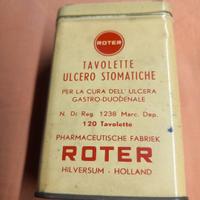 ROTER
TAVOLETTE
ULCERO STOMATICHE
PER LA CURA DELL' ULCERA
GASTRO-DUODENALE
N. Di Reg. 1238 Marc. Dep.
120 Tavolette
PHARMACEUTISCHE FABRIEK
ROTER
HILVERSUM - HOLLAND